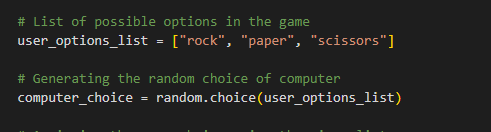 # List of possible options in the game
user_options_list = ["rock", "paper", "scissors"]
# Generating the random choice of computer
computer_choice = random.choice(user_options_list)